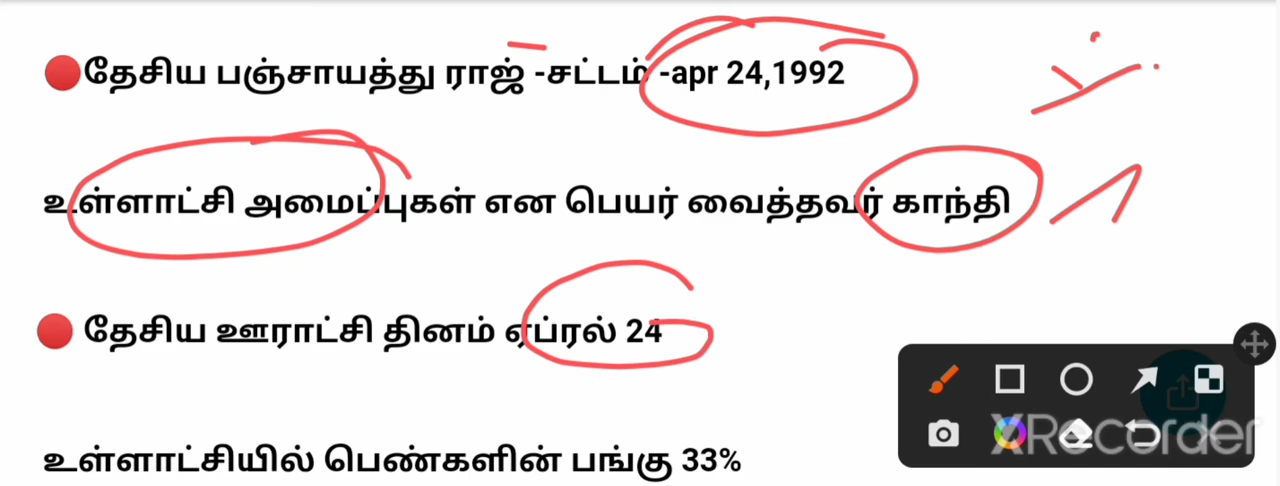 தேசிய பஞ்சாயத்து ராஜ் -சட்டம் -apr 24,1992
உள்ளாட்சி அமைப்புகள் என பெயர் வைத்தவர் காந்தி
தேசிய ஊராட்சி தினம் ஏப்ரல் 24
XRecorder
உள்ளாட்சியில் பெண்களின் பங்கு 33%